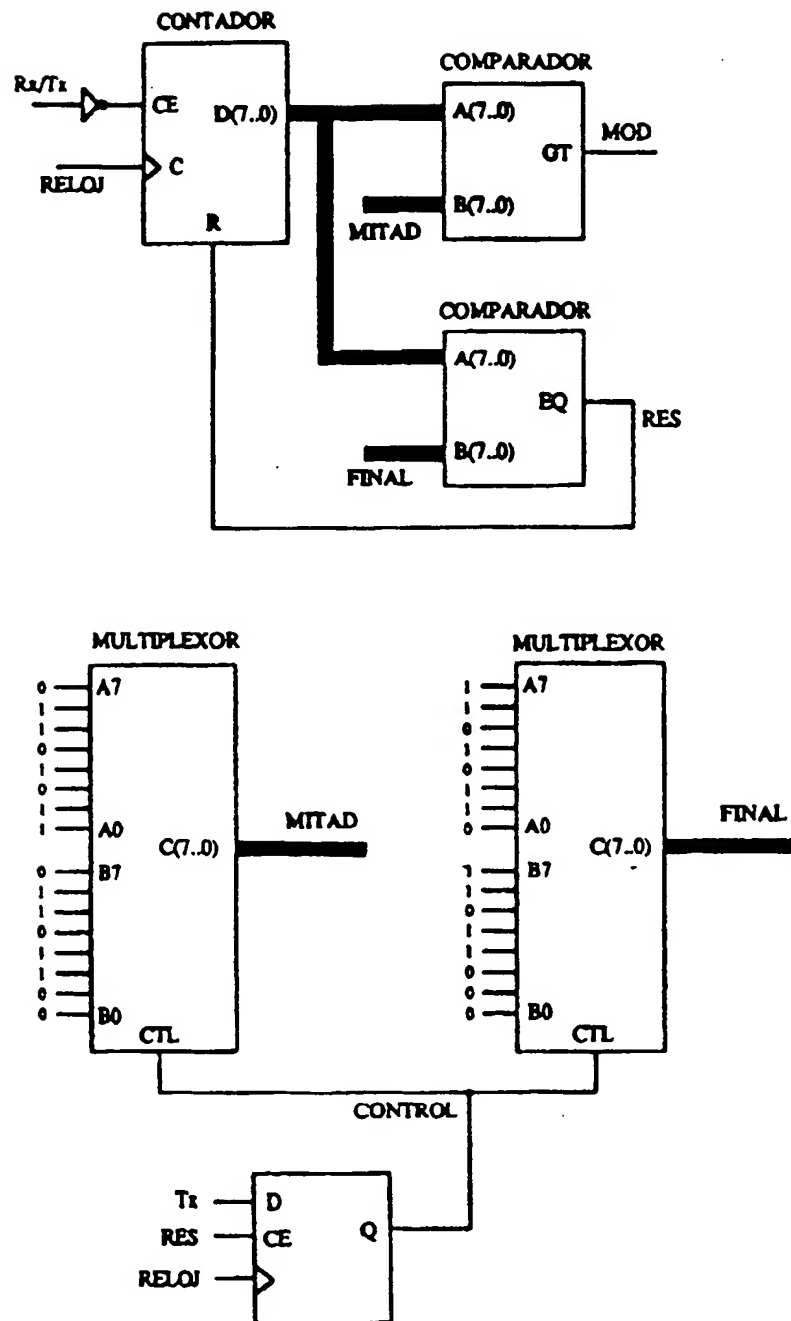 CONTADOR
Rx/Tx
CE
D(7..0)
RELOJ
C
R
COMPARADOR
A(7..0)
GT
MOD
B(7..0)
MITAD
COMPARADOR
A(7..0)
EQ
RES
B(7..0)
FINAL
MULTIPLEXOR
0 A7
1
1
0
1
0
1
1 A0
C(7..0)
MITAD
0 B7
1
1
0
1
1
0
0 B0
CTL
MULTIPLEXOR
1 A7
1
0
1
0
1
1
0 A0
C(7..0)
FINAL
B7
1
0
1
1
0
0
0 B0
CTL
CONTROL
Tx
D
RES
CE
Q
RELOJ